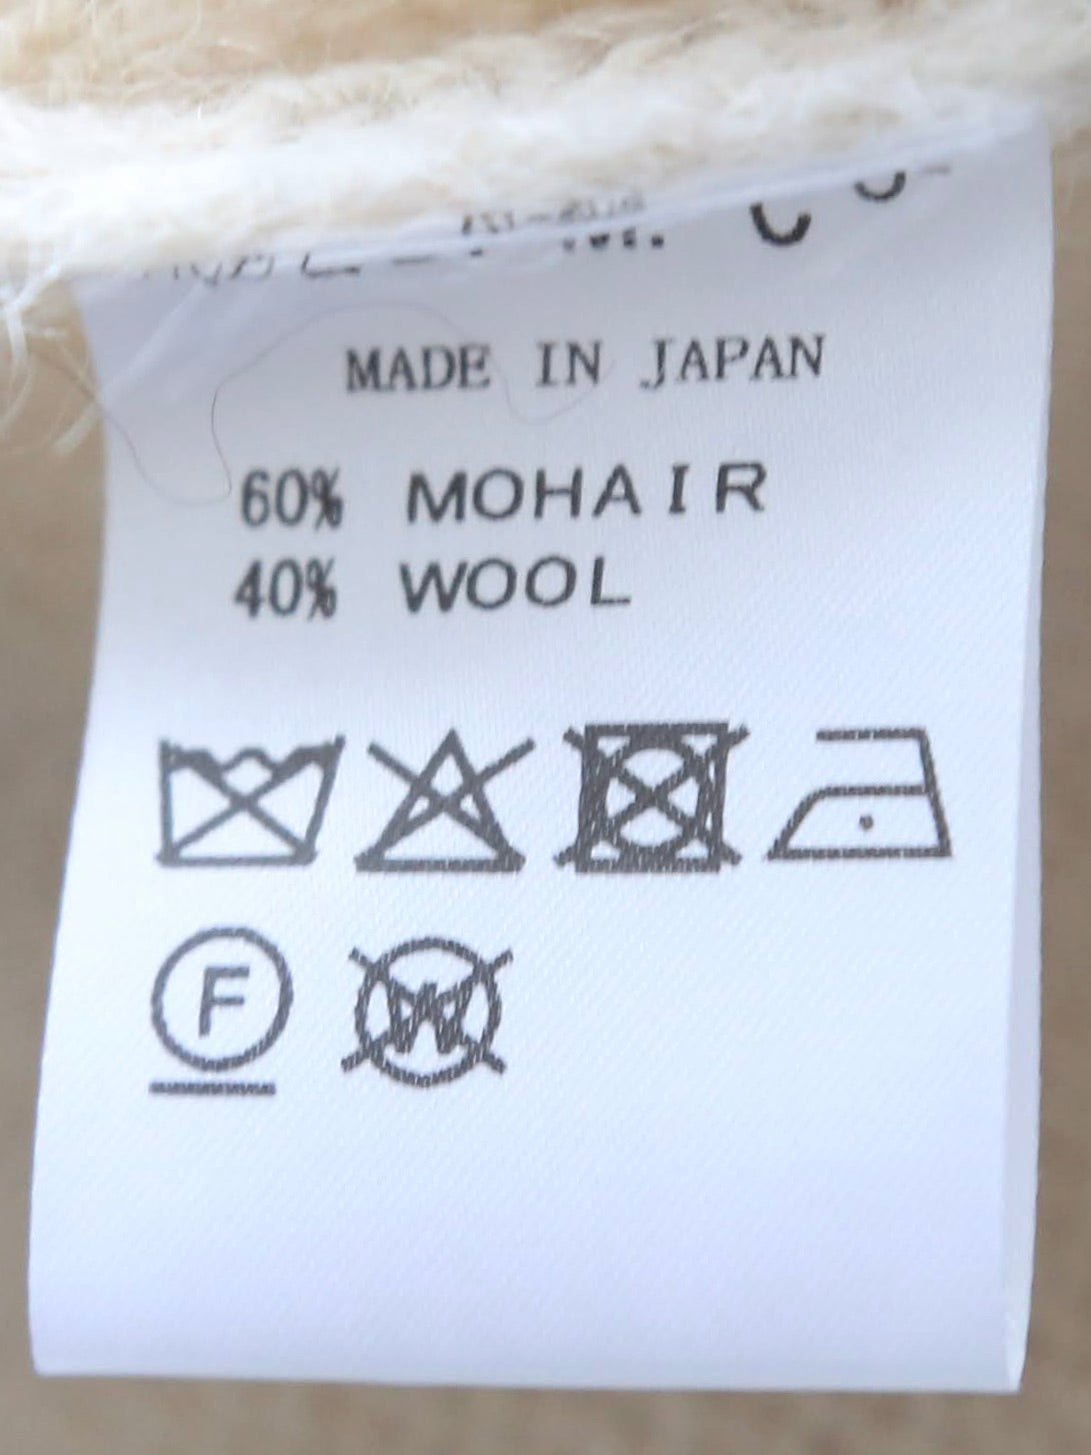 MADE IN JAPAN
60% MOHAIR
40% WOOL
F W